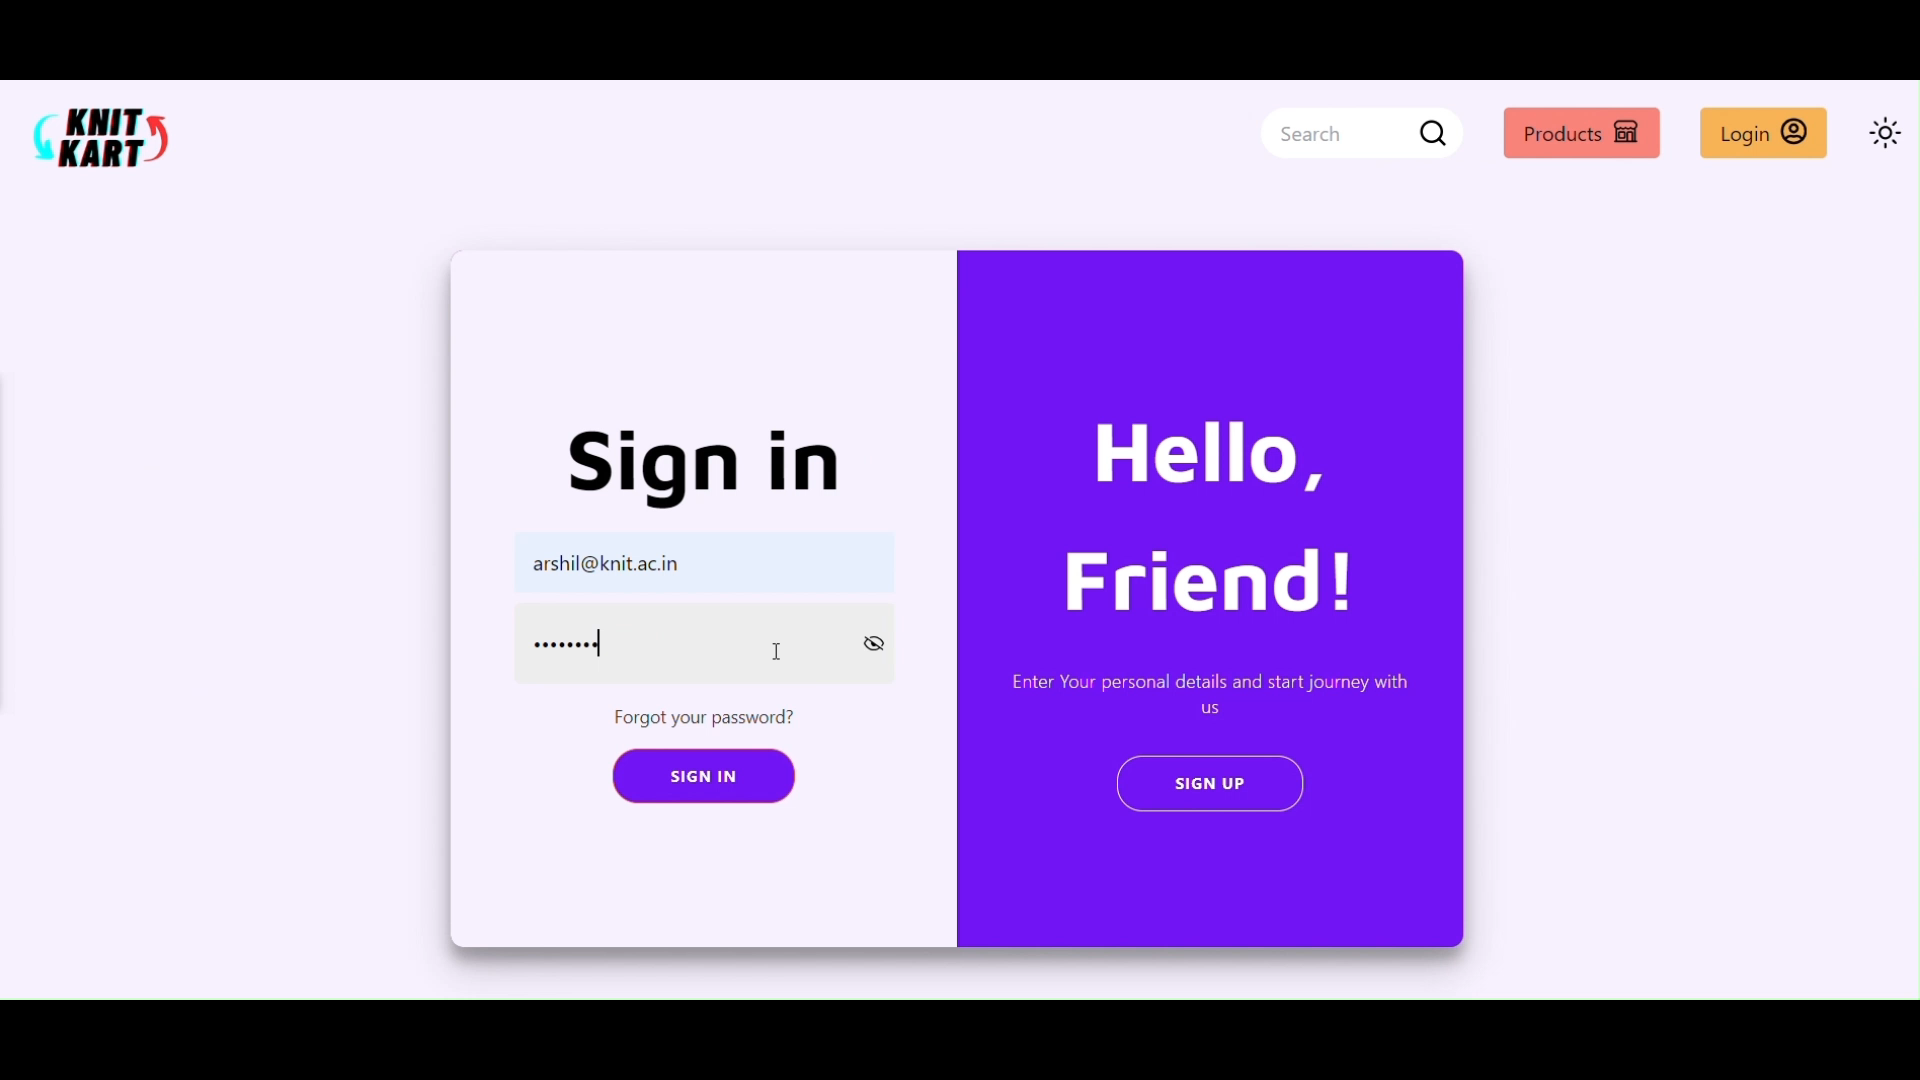 KNIT
KART
Search
Products
Login
Sign in
arshil@knit.ac.in
••••••••
Forgot your password?
SIGN IN
Hello,
Friend!
Enter Your personal details and start journey with
us
SIGN UP